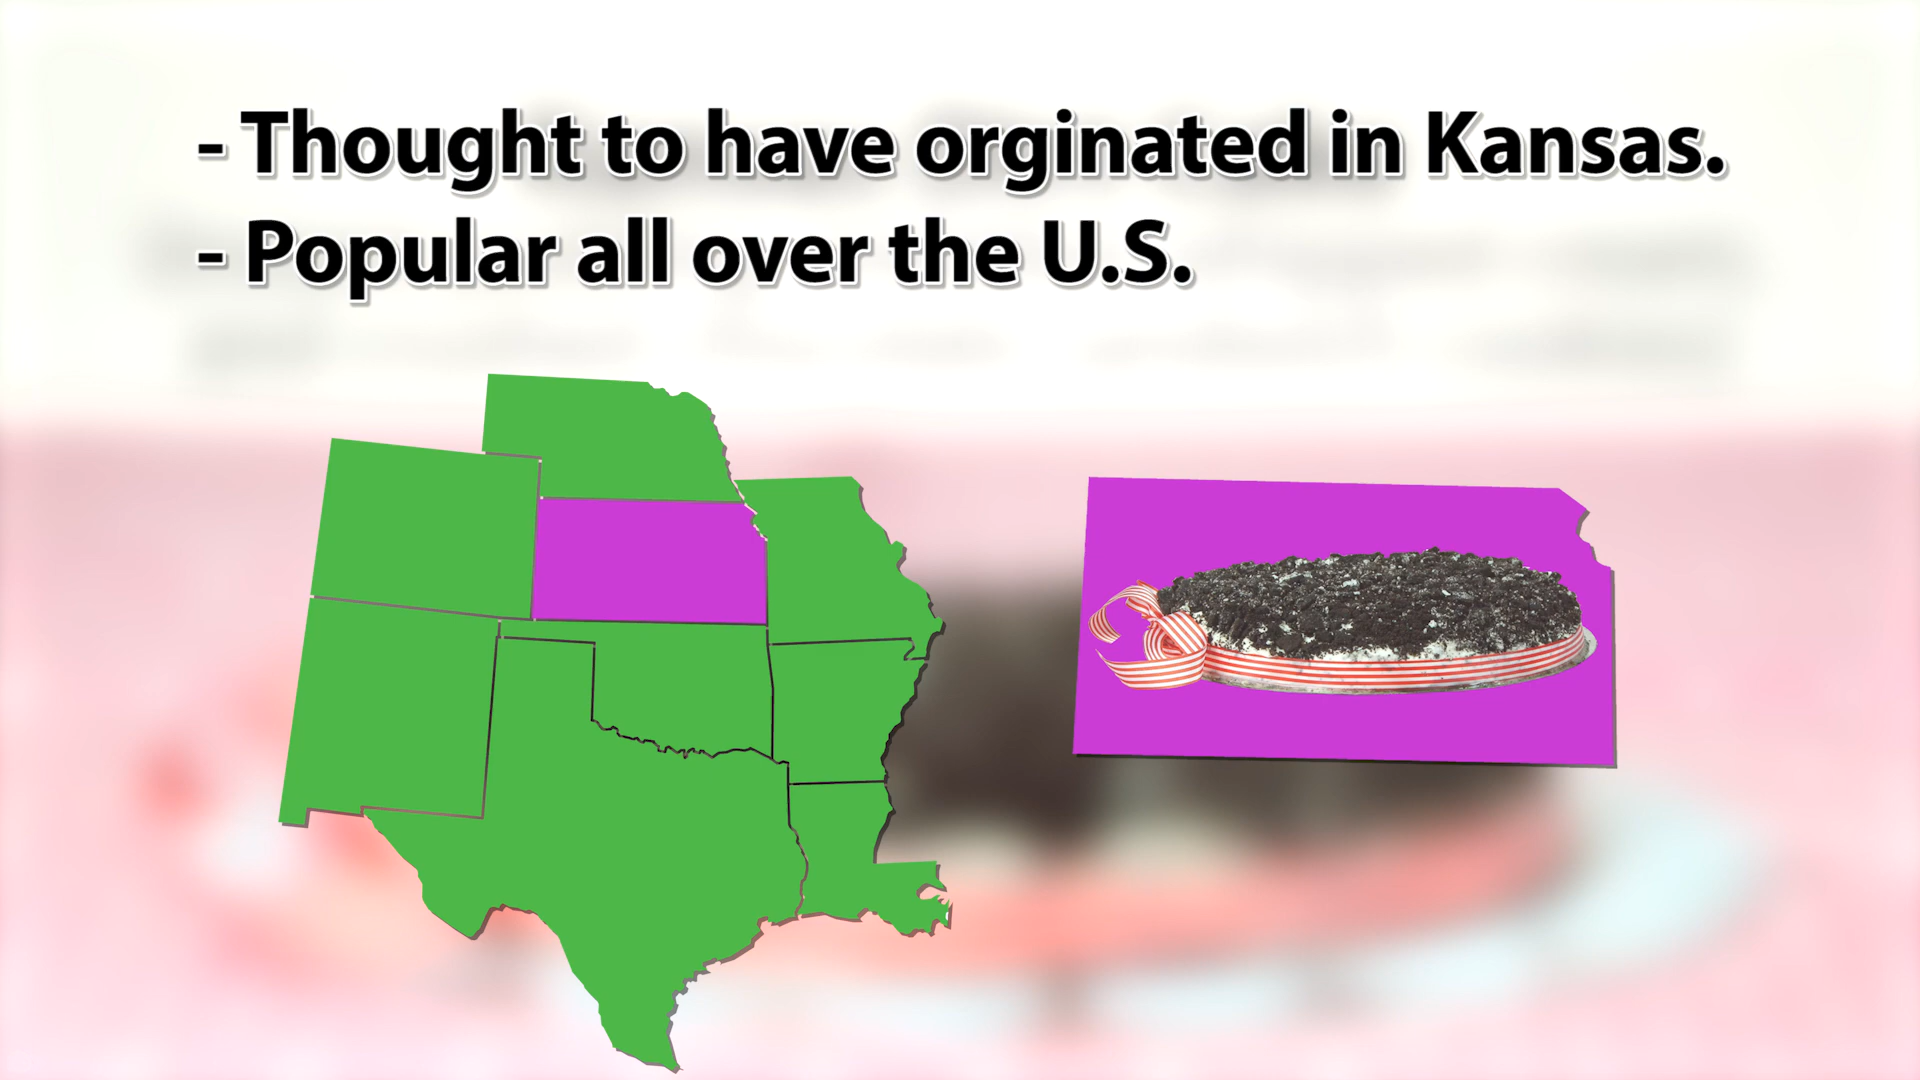 - Thought to have orginated in Kansas.
- Popular all over the U.S.